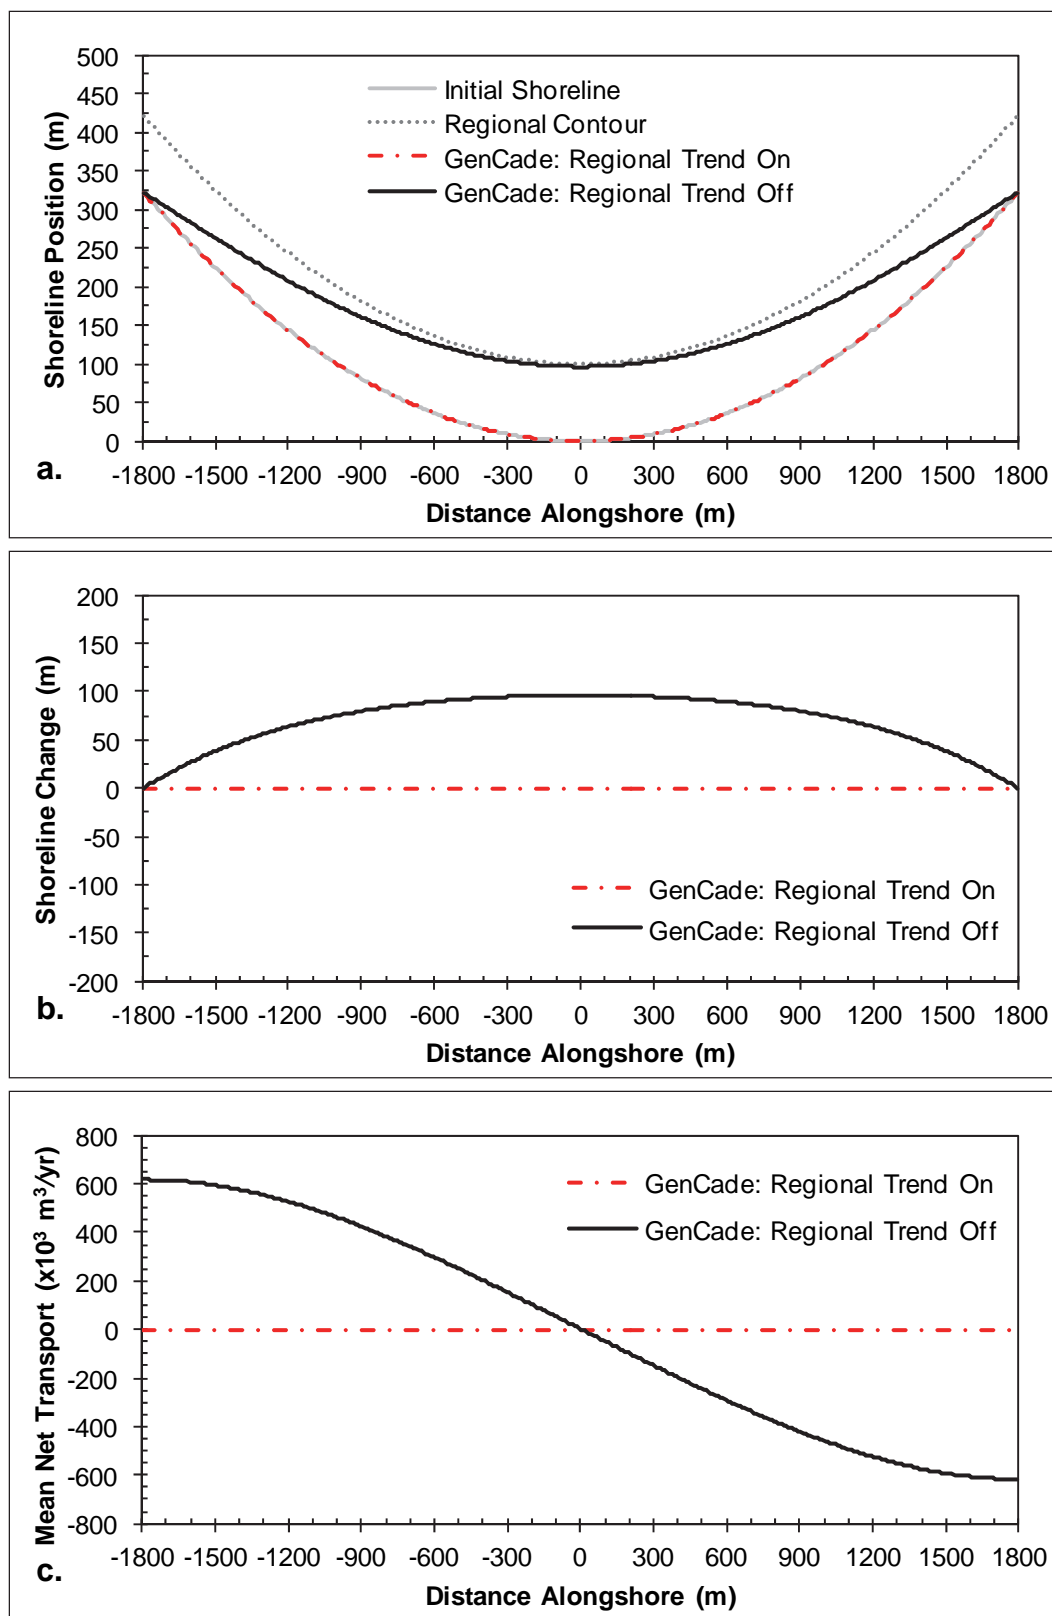 500
450
400
350
300
250
200
150
100
50
0
Shoreline Position (m)
Initial Shoreline
Regional Contour
GenCade: Regional Trend On
GenCade: Regional Trend Off
-1800 -1500 -1200 -900 -600 -300 0 300 600 900 1200 1500 1800
a.
Distance Alongshore (m)
200
150
100
50
0
-50
-100
-150
-200
Shoreline Change (m)
GenCade: Regional Trend On
GenCade: Regional Trend Off
-1800 -1500 -1200 -900 -600 -300 0 300 600 900 1200 1500 1800
b.
Distance Alongshore (m)
800
600
400
200
0
-200
-400
-600
-800
Mean Net Transport (x10³ m³/yr)
GenCade: Regional Trend On
GenCade: Regional Trend Off
-1800 -1500 -1200 -900 -600 -300 0 300 600 900 1200 1500 1800
c.
Distance Alongshore (m)